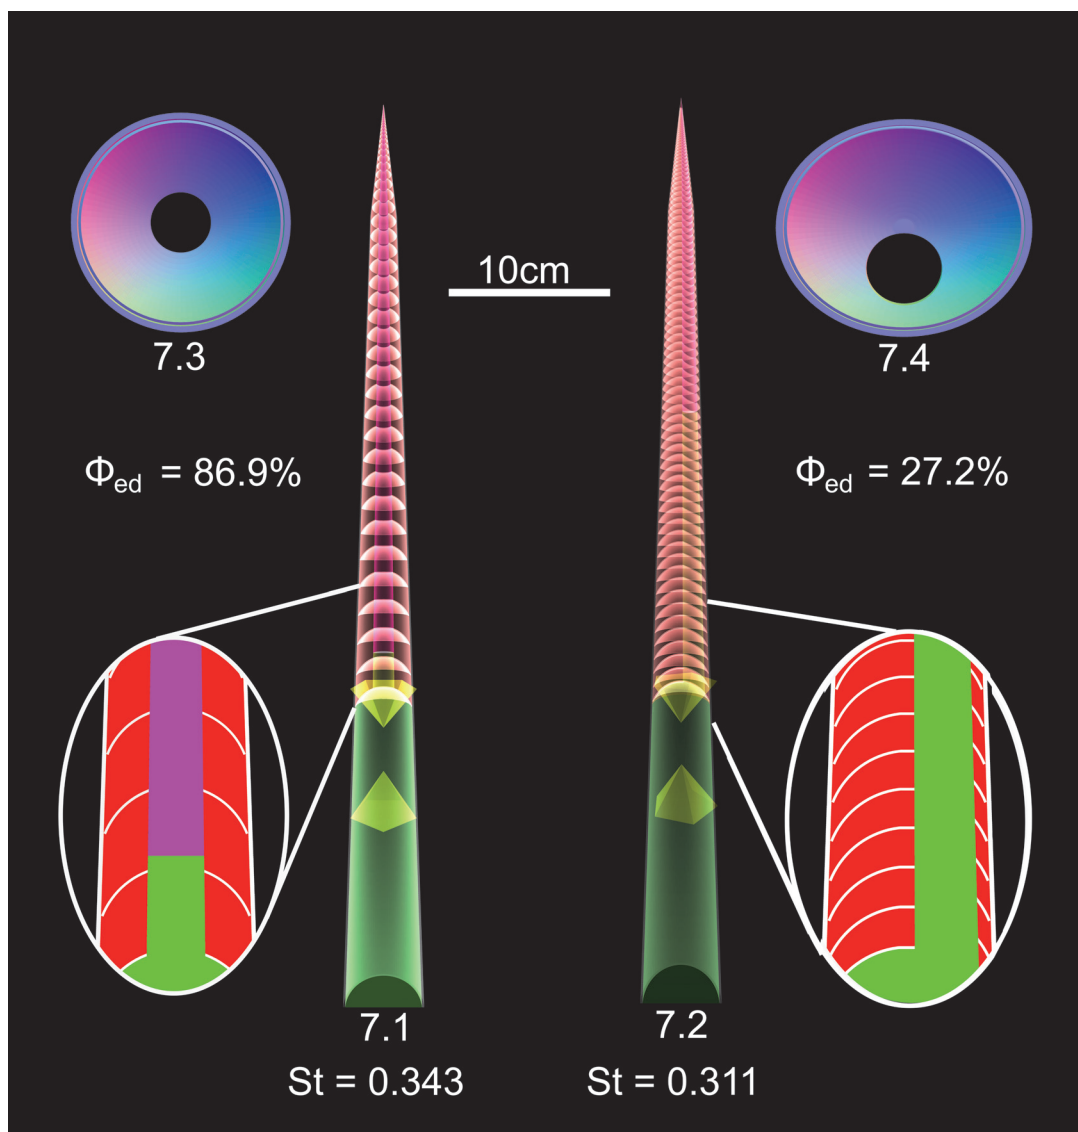 10cm
7.3
7.4
Φed = 86.9%
Φed = 27.2%
7.1
7.2
St = 0.343
St = 0.311